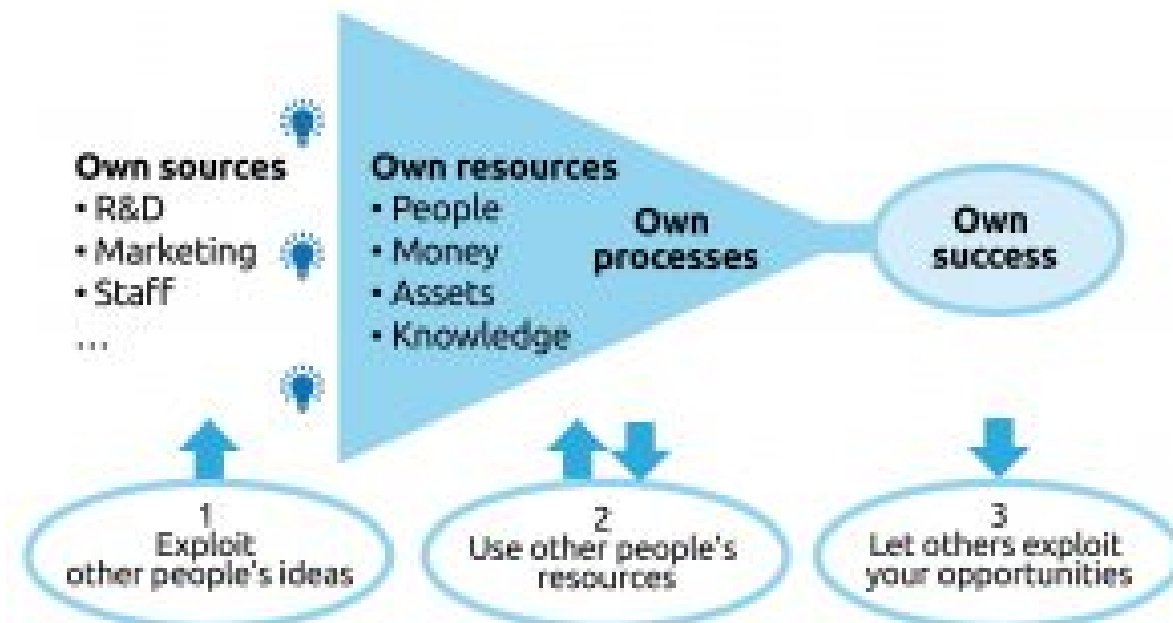 Own sources
• R&D
• Marketing
• Staff
...
Own resources
• People
• Money
• Assets
• Knowledge
Own
processes
Own
success
1
Exploit
other people's ideas
2
Use other people's
resources
3
Let others exploit
your opportunities